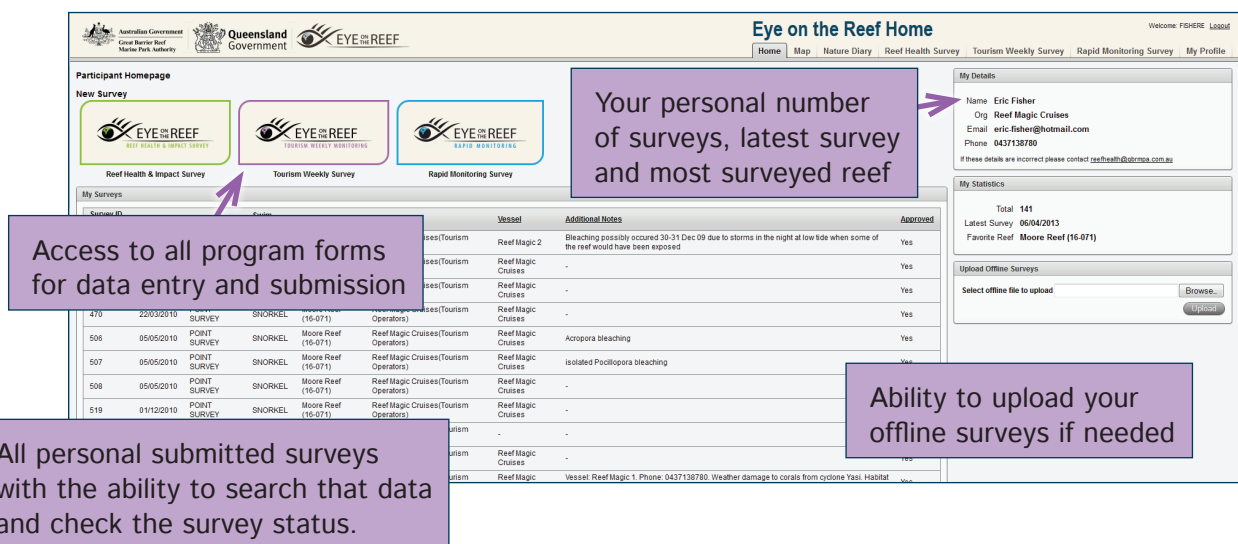 Australian Government
Great Barrier Reef
Marine Park Authority
Queensland
Government
EYE ON THE REEF
Eye on the Reef Home
Welcome: FISHERE Logout
Home Map Nature Diary Reef Health Survey Tourism Weekly Survey Rapid Monitoring Survey My Profile
Participant Homepage
New Survey
EYE ON THE REEF
REEF HEALTH & IMPACT SURVEY
EYE ON THE REEF
TOURISM WEEKLY MONITORING
EYE ON THE REEF
RAPID MONITORING
Reef Health & Impact Survey
Tourism Weekly Survey
Rapid Monitoring Survey
Your personal number
of surveys, latest survey
and most surveyed reef
My Details
Name Eric Fisher
Org Reef Magic Cruises
Email eric-fisher@hotmail.com
Phone 0437138780
If these details are incorrect please contact reefhealth@gbrmpa.com.au
My Statistics
Total 141
Latest Survey 06/04/2013
Favorite Reef Moore Reef (16-071)
Upload Offline Surveys
Select offline file to upload Browse..
Upload
My Surveys
Survey ID Swim Vessel Additional Notes Approved
Access to all program forms
for data entry and submission
ises(Tourism Reef Magic 2 Bleaching possibly occured 30-31 Dec 09 due to storms in the night at low tide when some of
the reef would have been exposed Yes
ises(Tourism Reef Magic
Cruises - Yes
ises(Tourism Reef Magic
Cruises - Yes
470 22/03/2010 POINT
SURVEY SNORKEL Moore Reef
(16-071) Reef Magic Cruises(Tourism
Operators) Reef Magic
Cruises - Yes
506 05/05/2010 POINT
SURVEY SNORKEL Moore Reef
(16-071) Reef Magic Cruises(Tourism
Operators) Reef Magic
Cruises Acropora bleaching Yes
507 05/05/2010 POINT
SURVEY SNORKEL Moore Reef
(16-071) Reef Magic Cruises(Tourism
Operators) Reef Magic
Cruises isolated Pocillopora bleaching Yes
508 05/05/2010 POINT
SURVEY SNORKEL Moore Reef
(16-071) Reef Magic Cruises(Tourism
Operators) Reef Magic
Cruises -
519 01/12/2010 POINT
SURVEY SNORKEL Moore Reef
(16-071) Reef Magic Cruises(Tourism
Operators) Reef Magic
Cruises -
urism - -
urism Reef Magic
Cruises - Yes
urism Reef Magic Vessel: Reef Magic 1. Phone: 0437138780. Weather damage to corals from cyclone Yasi. Habitat Yes
Ability to upload your
offline surveys if needed
All personal submitted surveys
with the ability to search that data
and check the survey status.